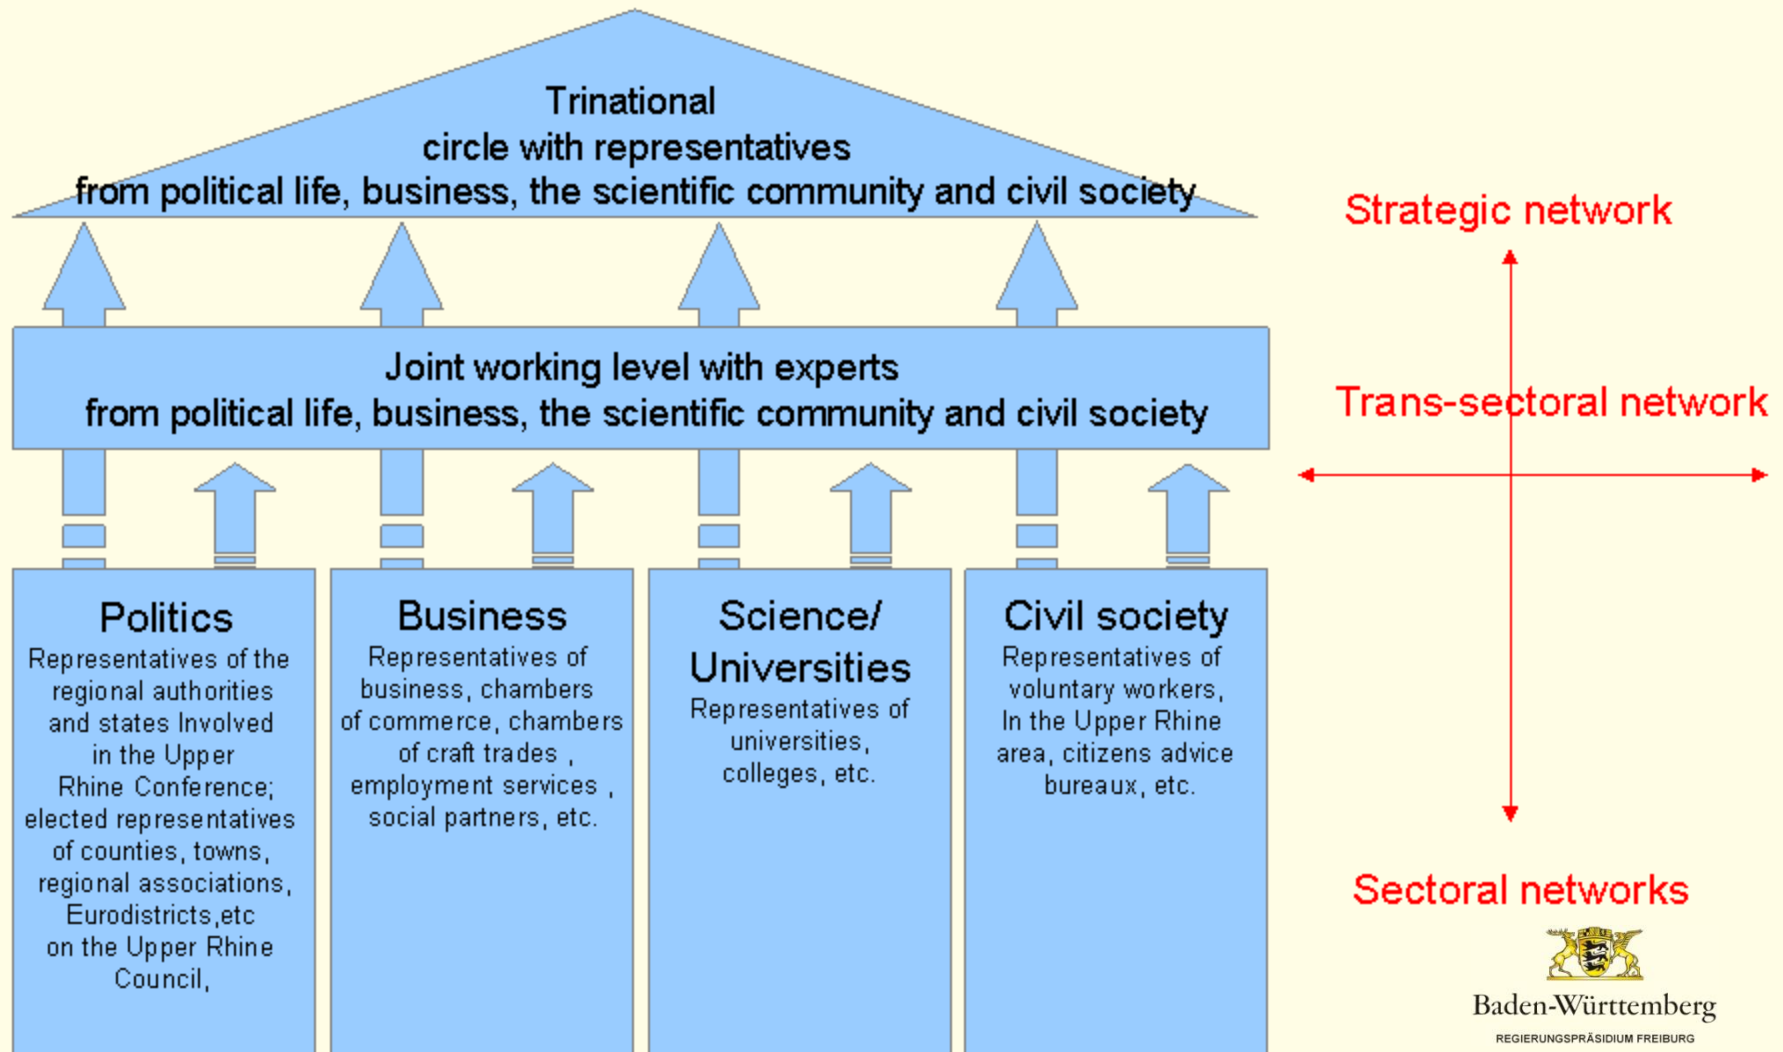 Trinational
circle with representatives
from political life, business, the scientific community and civil society
Strategic network
Joint working level with experts
from political life, business, the scientific community and civil society
Trans-sectoral network
Politics
Representatives of the
regional authorities
and states Involved
in the Upper
Rhine Conference;
elected representatives
of counties, towns,
regional associations,
Eurodistricts,etc
on the Upper Rhine
Council,
Business
Representatives of
business, chambers
of commerce, chambers
of craft trades ,
employment services ,
social partners, etc.
Science/
Universities
Representatives of
universities,
colleges, etc.
Civil society
Representatives of
voluntary workers,
In the Upper Rhine
area, citizens advice
bureaux, etc.
Sectoral networks
Baden-Württemberg
REGIERUNGSPRÄSIDIUM FREIBURG